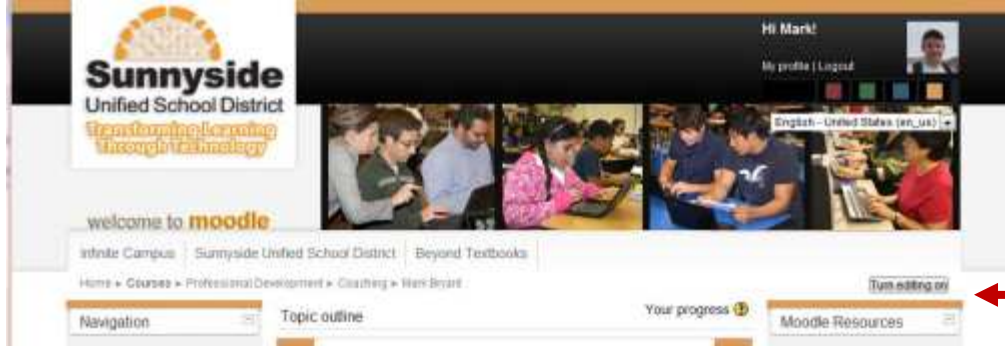 Sunnyside
Unified School District
Transforming Learning
Through Technology
Hi Mark!
My profile | Logout
English - United States (en_us)
welcome to moodle
Infinite Campus Sunnyside Unified School District Beyond Textbooks
Home ► Courses ► Professional Development ► Coaching ► Mark Bryant
Turn editing on
Navigation
Topic outline
Your progress
Moodle Resources